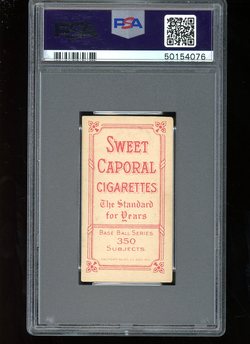 PSA
50154076
SWEET
CAPORAL
CIGARETTES
The Standard
for Years
BASE BALL SERIES
350
SUBJECTS